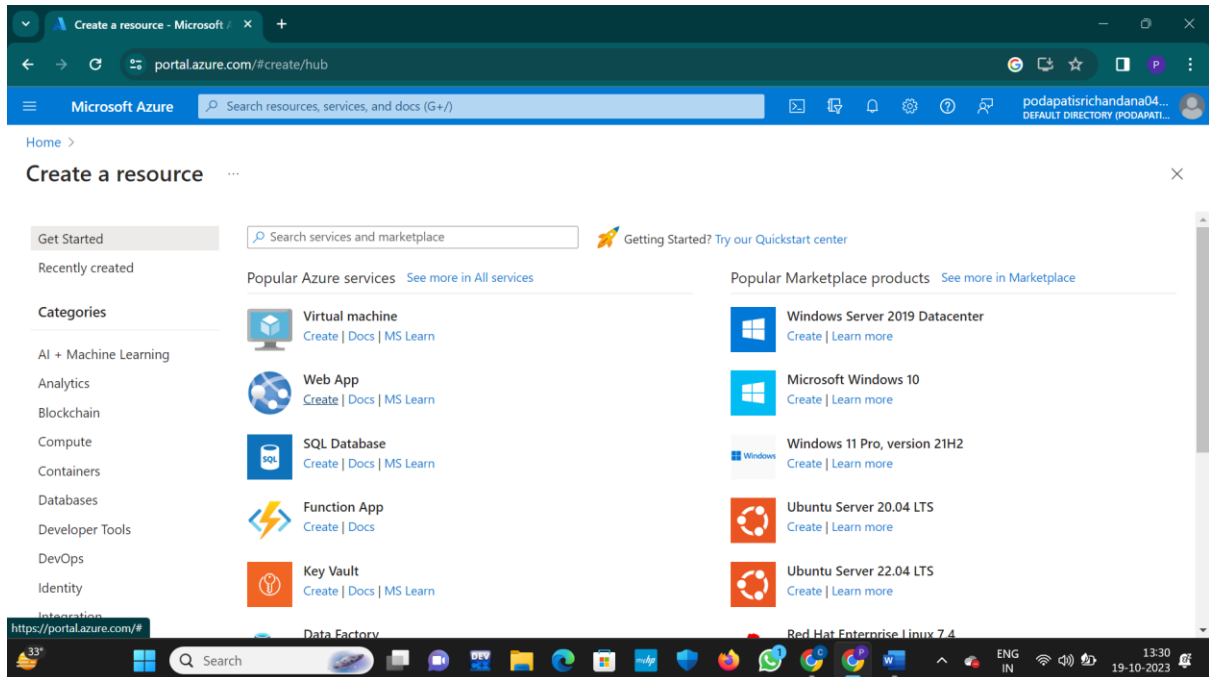 Create a resource - Microsoft A
portal.azure.com/#create/hub
P
Microsoft Azure
Search resources, services, and docs (G+/)
podapatisrichandana04...
DEFAULT DIRECTORY (PODAPATI...
Home >
Create a resource ...
Get Started
Recently created
Categories
AI + Machine Learning
Analytics
Blockchain
Compute
Containers
Databases
Developer Tools
DevOps
Identity
Integration
Search services and marketplace
Getting Started? Try our Quickstart center
Popular Azure services See more in All services
Virtual machine
Create | Docs | MS Learn
Web App
Create | Docs | MS Learn
SQL
SQL Database
Create | Docs | MS Learn
Function App
Create | Docs
Key Vault
Create | Docs | MS Learn
Data Factory
Popular Marketplace products See more in Marketplace
Windows Server 2019 Datacenter
Create | Learn more
Microsoft Windows 10
Create | Learn more
Windows
Windows 11 Pro, version 21H2
Create | Learn more
Ubuntu Server 20.04 LTS
Create | Learn more
Ubuntu Server 22.04 LTS
Create | Learn more
Red Hat Enterprise Linux 7.4
https://portal.azure.com/#
33°
Search
DEV
myhp
1
C
P
W
ENG
IN
13:30
19-10-2023